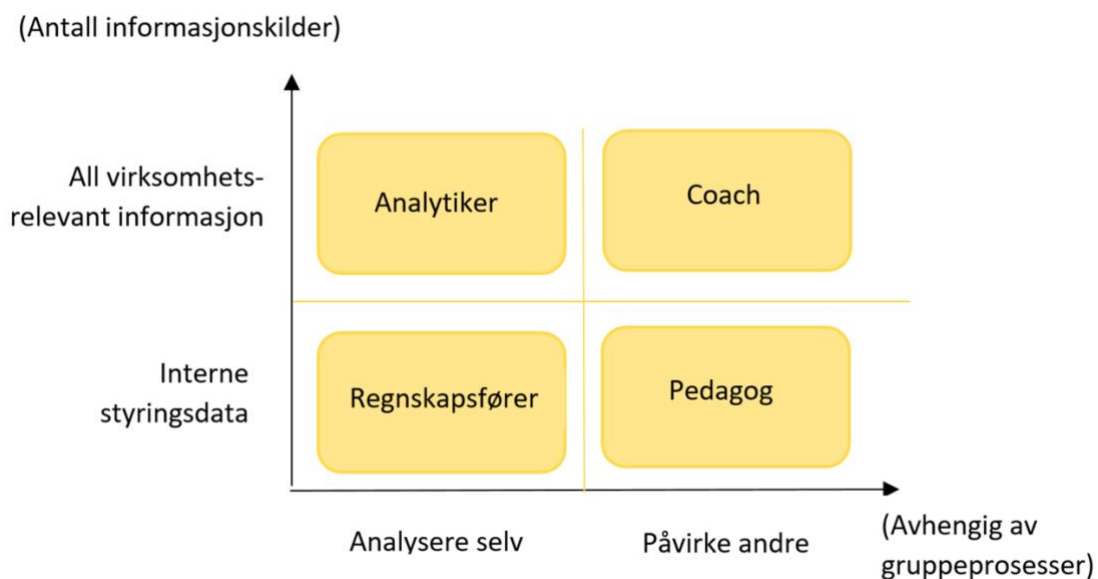 (Antall informasjonskilder)
All virksomhets-
relevant informasjon
Analytiker
Coach
Interne
styringsdata
Regnskapsfører
Pedagog
Analysere selv
Påvirke andre
(Avhengig av
gruppeprosesser)